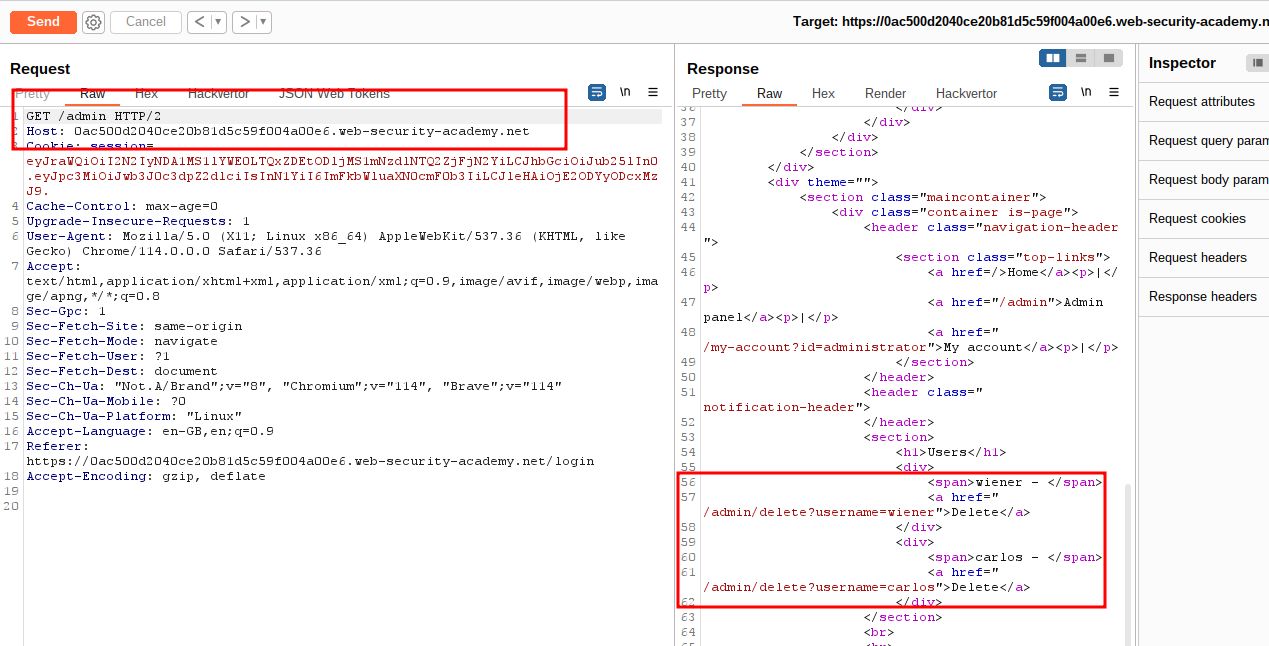 Send Cancel < ▼ > ▼ Target: https://0ac500d2040ce20b81d5c59f004a00e6.web-security-academy.n
Request
Pretty Raw Hex Hackvertor JSON Web Tokens \n
1 GET /admin HTTP/2
2 Host: 0ac500d2040ce20b81d5c59f004a00e6.web-security-academy.net
3 Cookie: session=
4 Cache-Control: max-age=0
5 Upgrade-Insecure-Requests: 1
6 User-Agent: Mozilla/5.0 (X11; Linux x86_64) AppleWebKit/537.36 (KHTML, like
Gecko) Chrome/114.0.0.0 Safari/537.36
7 Accept:
text/html,application/xhtml+xml,application/xml;q=0.9,image/avif,image/webp,ima
ge/apng,*/*;q=0.8
8 Sec-Gpc: 1
9 Sec-Fetch-Site: same-origin
10 Sec-Fetch-Mode: navigate
11 Sec-Fetch-User: ?1
12 Sec-Fetch-Dest: document
13 Sec-Ch-Ua: "Not.A/Brand";v="8", "Chromium";v="114", "Brave";v="114"
14 Sec-Ch-Ua-Mobile: ?0
15 Sec-Ch-Ua-Platform: "Linux"
16 Accept-Language: en-GB,en;q=0.9
17 Referer:
https://0ac500d2040ce20b81d5c59f004a00e6.web-security-academy.net/login
18 Accept-Encoding: gzip, deflate
19
20
Response
Pretty Raw Hex Render Hackvertor \n
36 </div>
37 </div>
38 </div>
39 </section>
40 </div>
41 <div theme="">
42 <section class="maincontainer">
43 <div class="container is-page">
44 <header class="navigation-header
">
45 <section class="top-links">
46 <a href=/>Home</a><p>|</
p>
47 <a href="/admin">Admin
panel</a><p>|</p>
48 <a href="
/my-account?id=administrator">My account</a><p>|</p>
49 </section>
50 </header>
51 <header class="
notification-header">
52 </header>
53 <section>
54 <h1>Users</h1>
55 <div>
56 <span>wiener - </span>
57 <a href="
/admin/delete?username=wiener">Delete</a>
58 </div>
59 <div>
60 <span>carlos - </span>
61 <a href="
/admin/delete?username=carlos">Delete</a>
62 </div>
63 </section>
64 <br>
Inspector
Request attributes
Request query param
Request body param
Request cookies
Request headers
Response headers